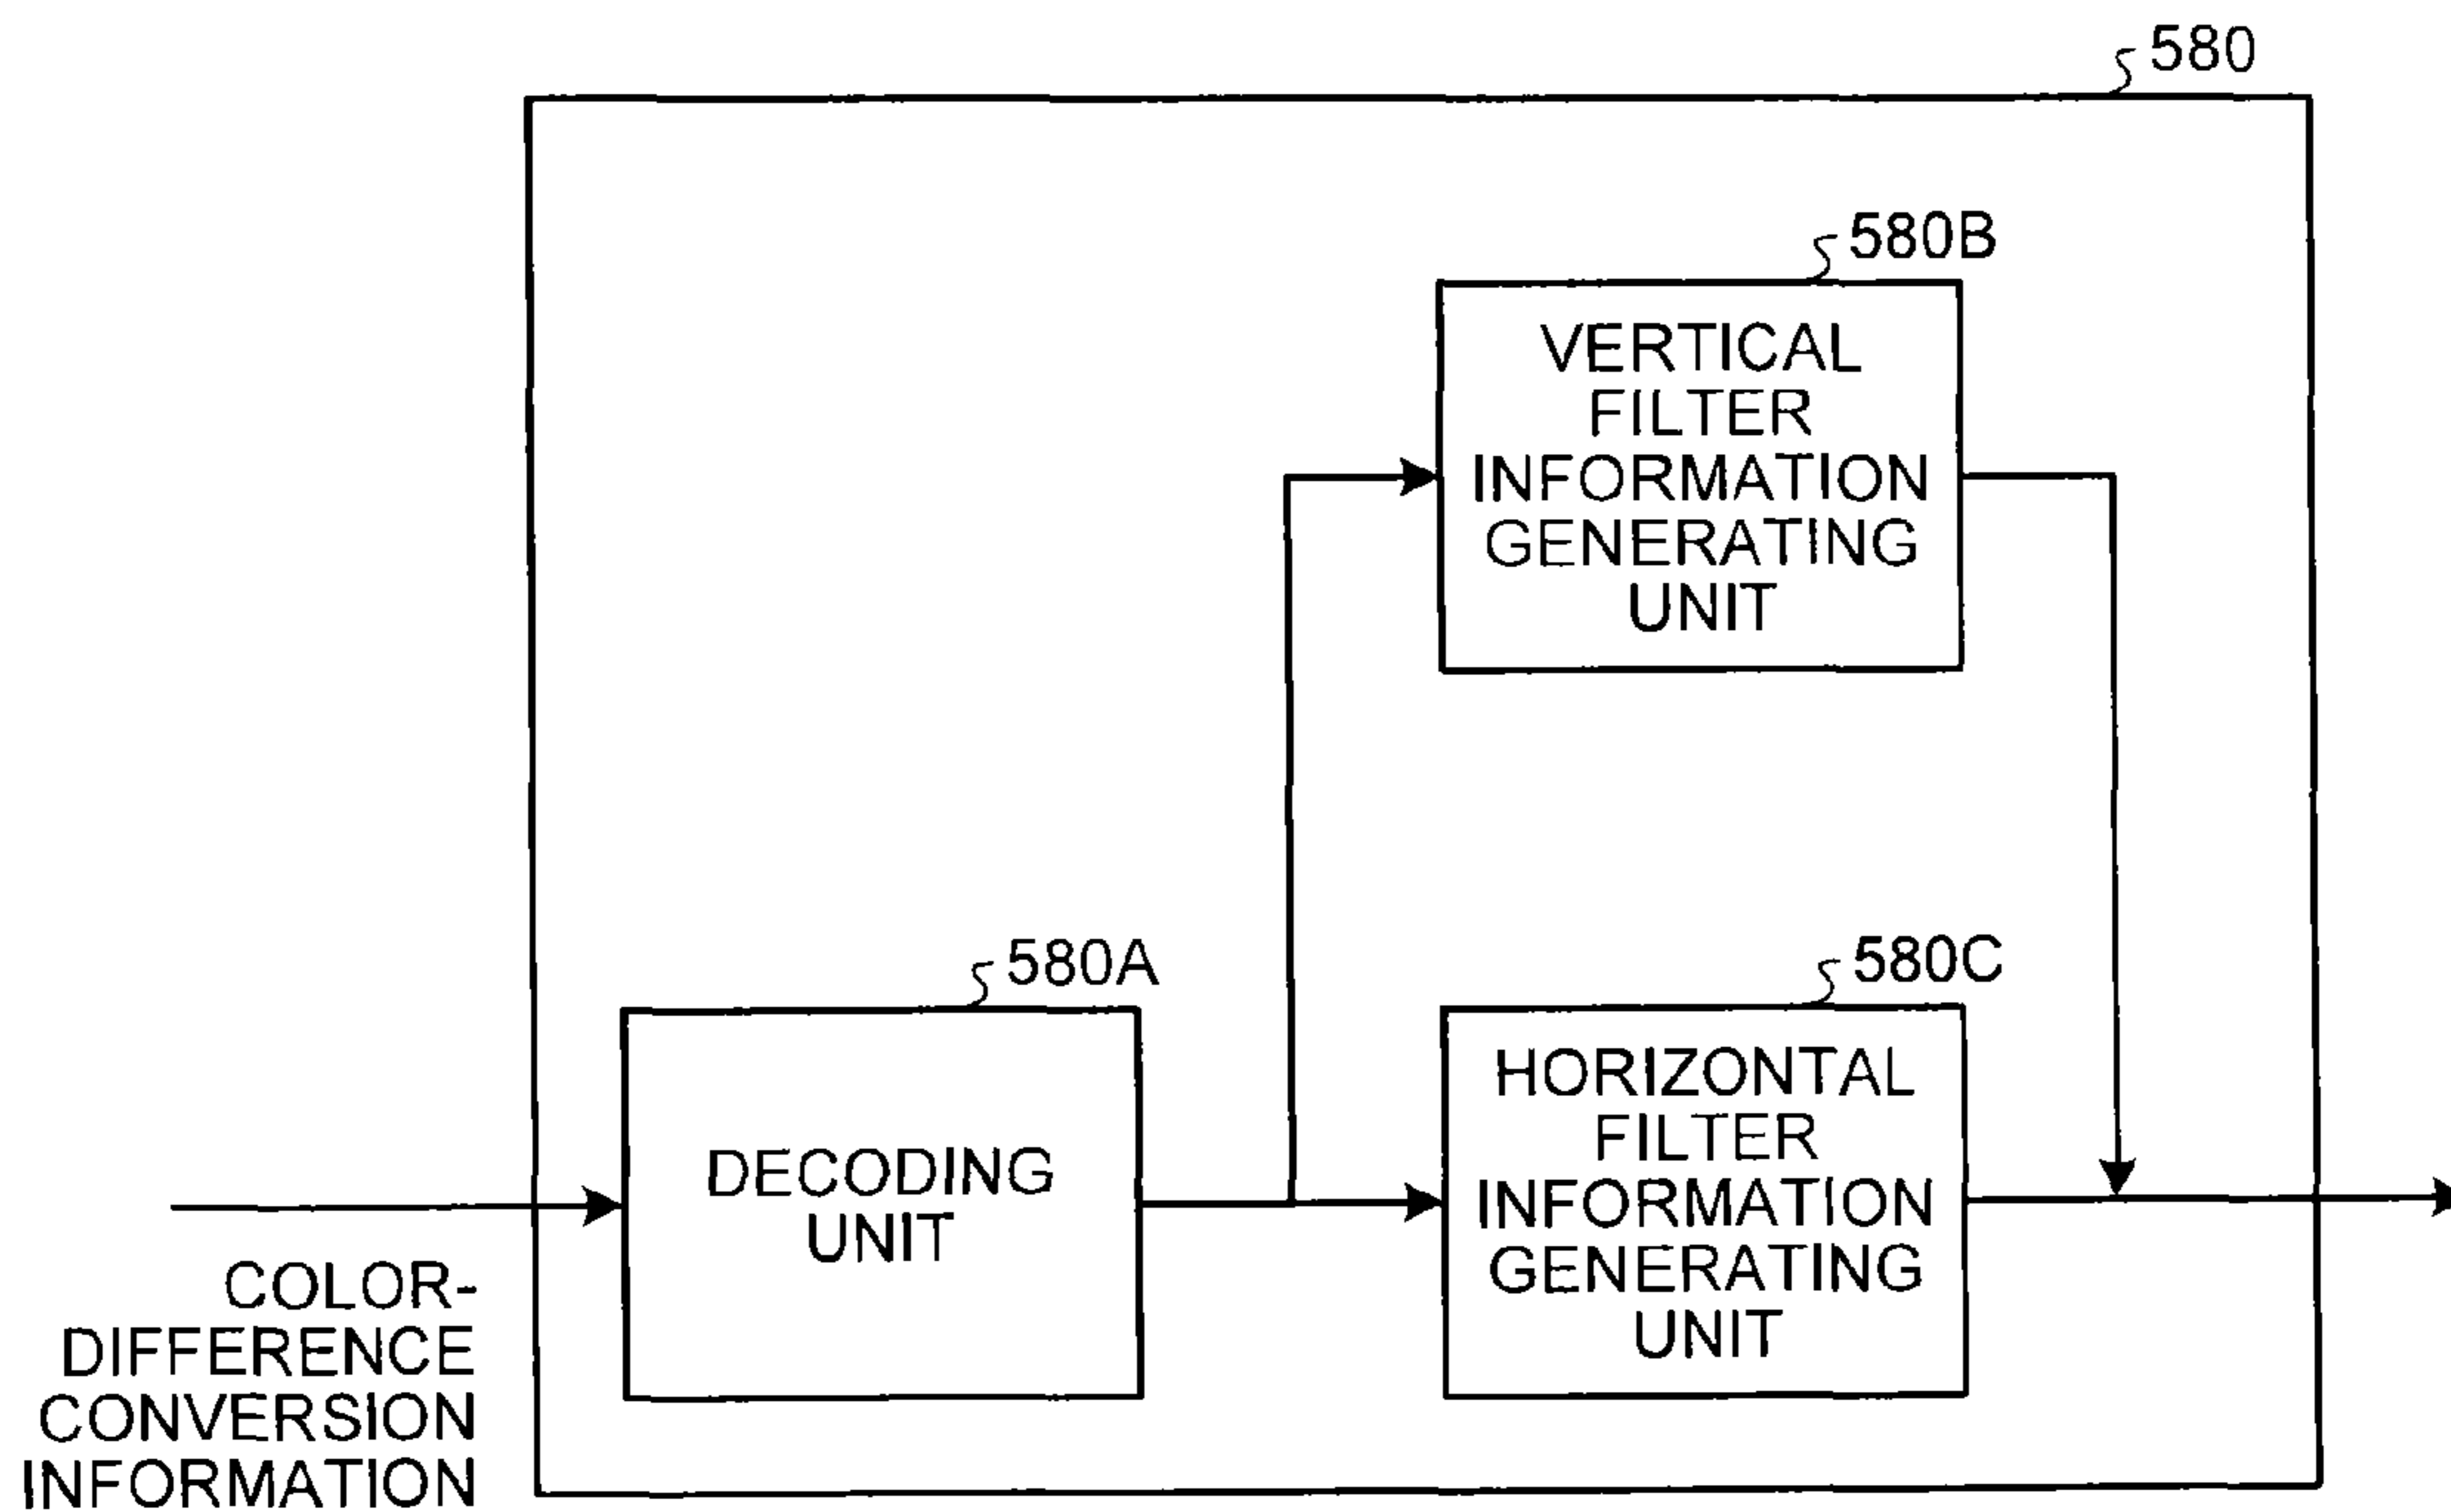 580
580B
VERTICAL
FILTER
INFORMATION
GENERATING
UNIT
580A
DECODING
UNIT
580C
HORIZONTAL
FILTER
INFORMATION
GENERATING
UNIT
COLOR-
DIFFERENCE
CONVERSION
INFORMATION